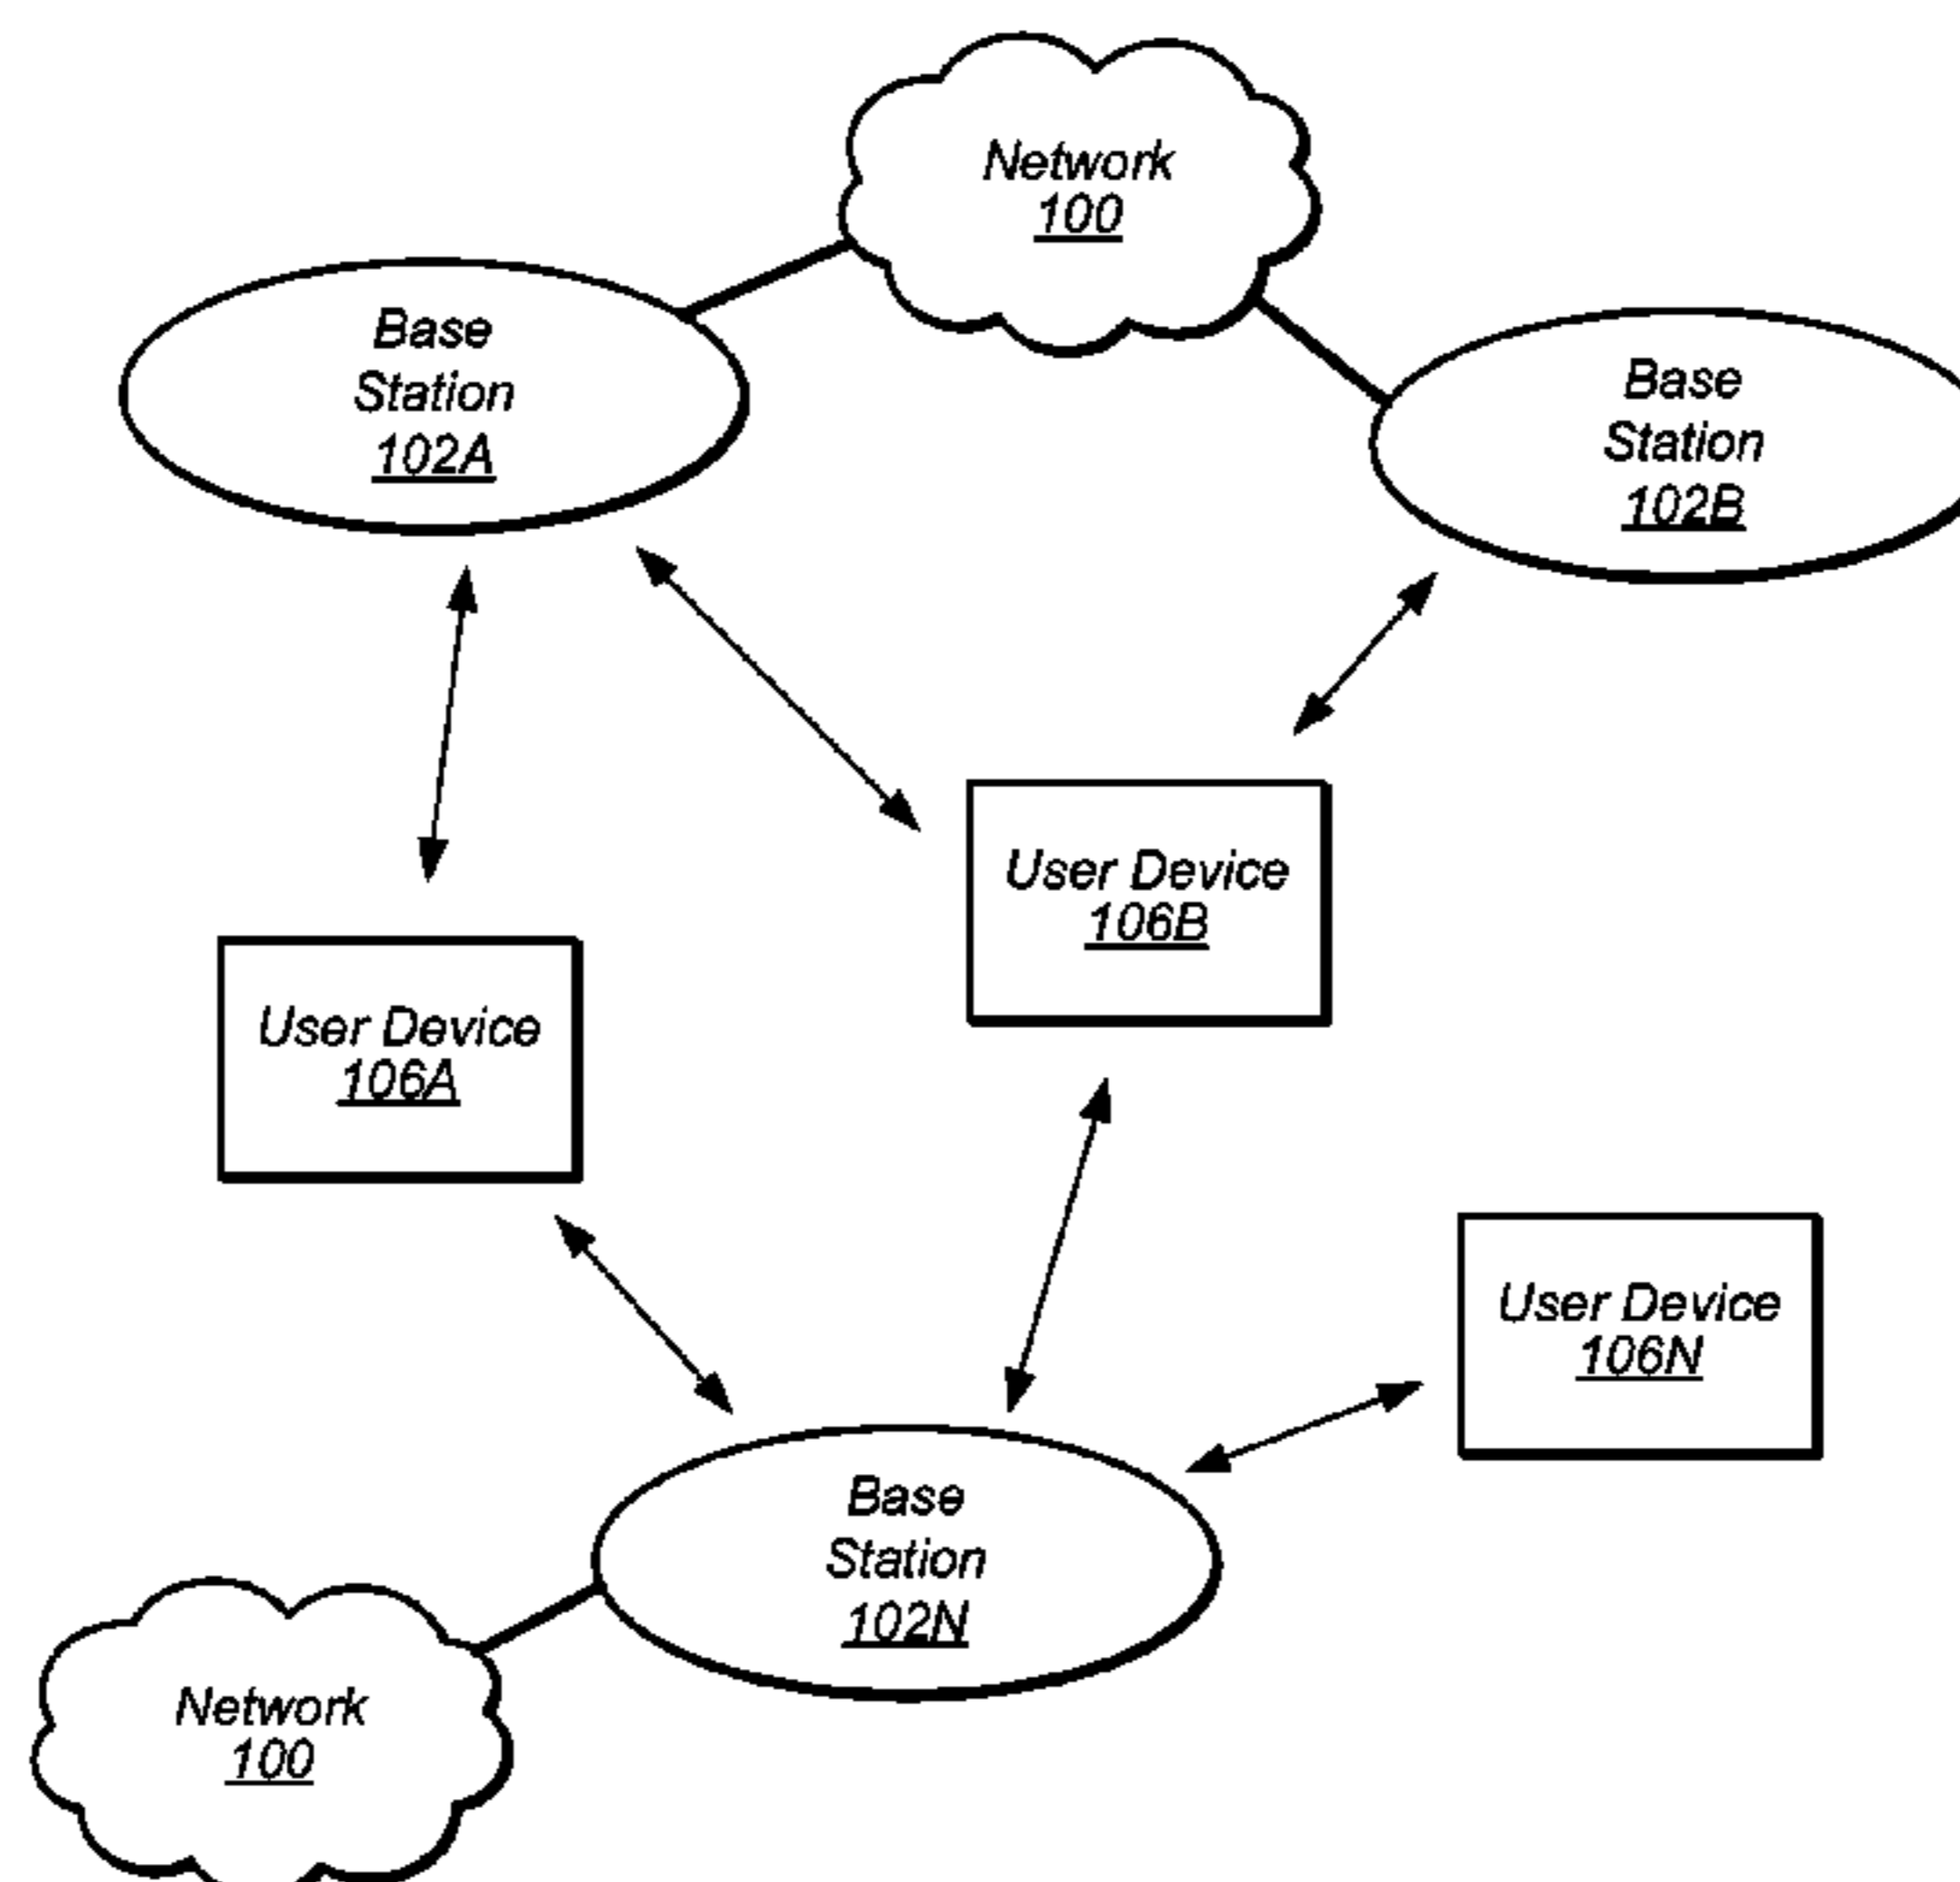 Network
100
Base
Station
102A
Base
Station
102B
User Device
106B
User Device
106A
User Device
106N
Base
Station
102N
Network
100